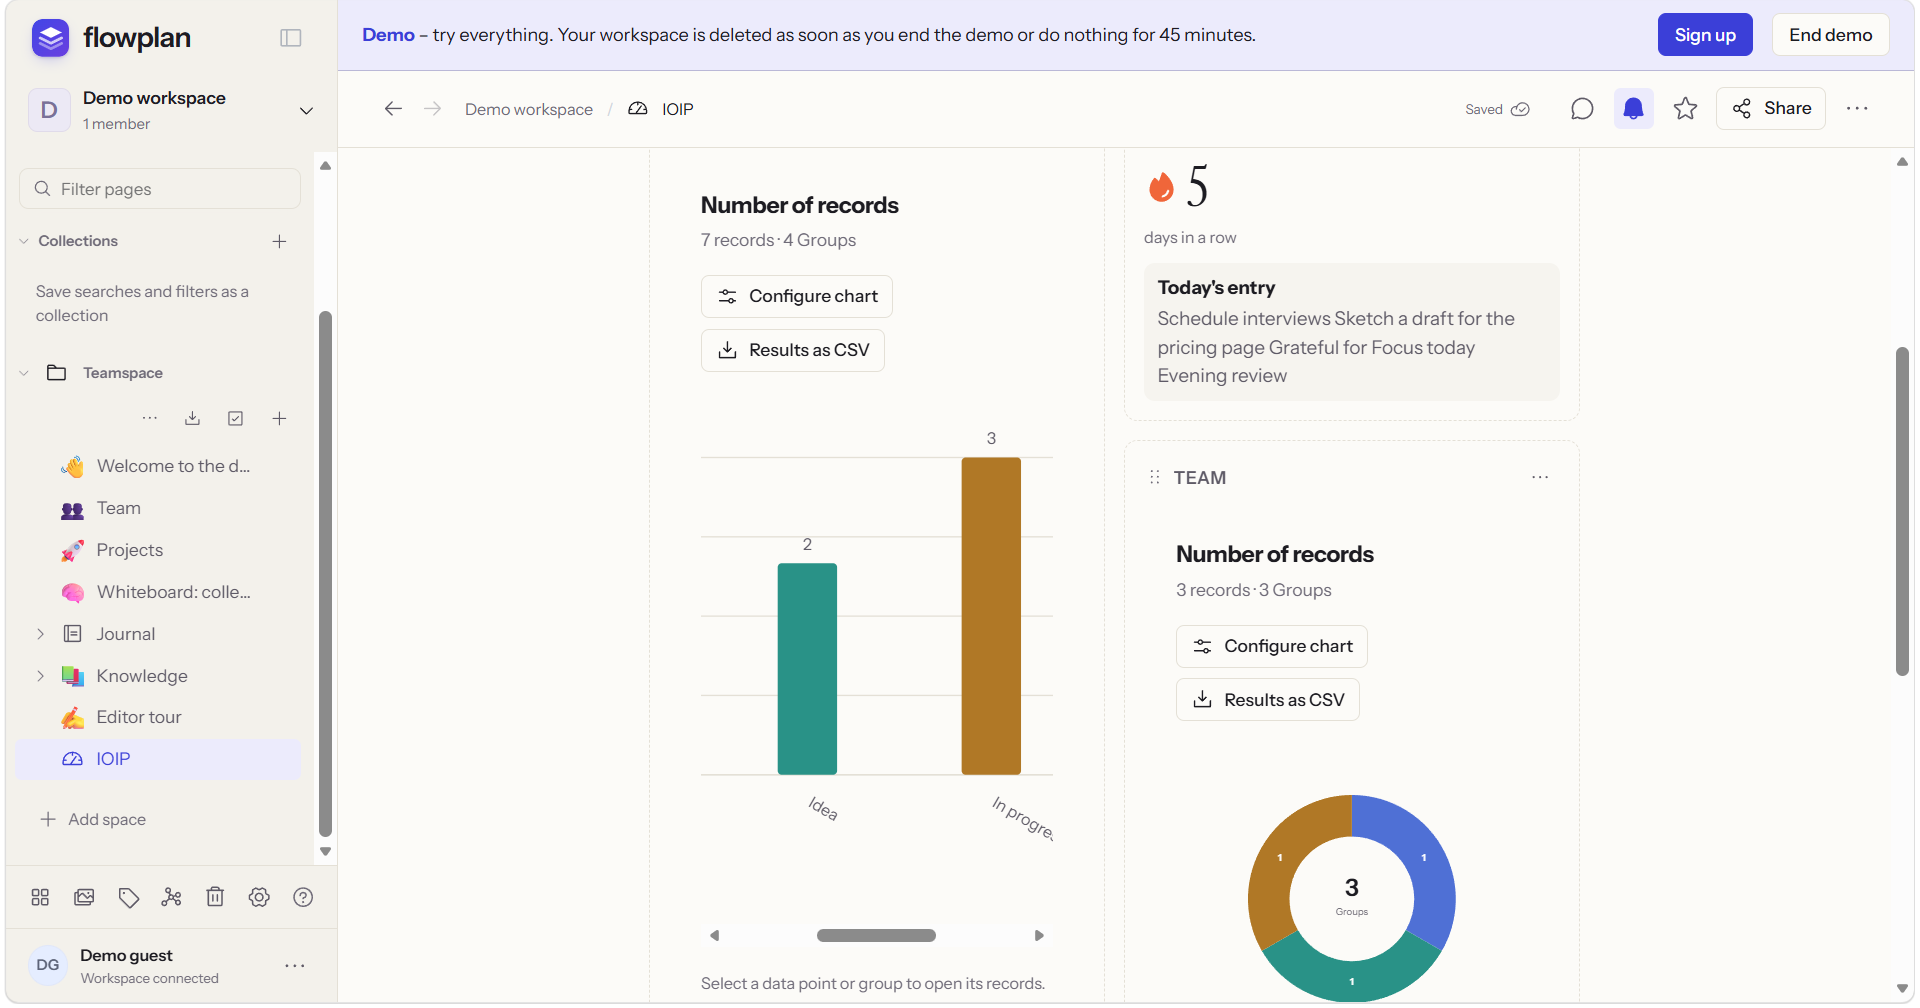 flowplan
D
Demo workspace
1 member
Filter pages
Collections
Save searches and filters as a
collection
Teamspace
Welcome to the d...
Team
Projects
Whiteboard: colle...
Journal
Knowledge
Editor tour
IOIP
Add space
DG
Demo guest
Workspace connected
Demo – try everything. Your workspace is deleted as soon as you end the demo or do nothing for 45 minutes.
Sign up
End demo
Demo workspace / IOIP
Saved
Share
Number of records
7 records · 4 Groups
Configure chart
Results as CSV
3
2
Idea
In progre
Select a data point or group to open its records.
5
days in a row
Today's entry
Schedule interviews Sketch a draft for the
pricing page Grateful for Focus today
Evening review
TEAM
Number of records
3 records · 3 Groups
Configure chart
Results as CSV
1
1
3
Groups
1